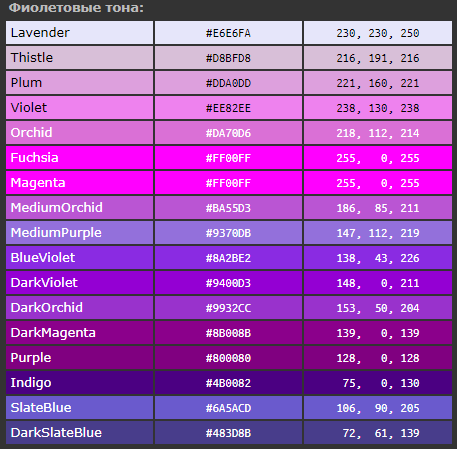 Фиолетовые тона:
Lavender #E6E6FA 230, 230, 250
Thistle #D8BFD8 216, 191, 216
Plum #DDA0DD 221, 160, 221
Violet #EE82EE 238, 130, 238
Orchid #DA70D6 218, 112, 214
Fuchsia #FF00FF 255, 0, 255
Magenta #FF00FF 255, 0, 255
MediumOrchid #BA55D3 186, 85, 211
MediumPurple #9370DB 147, 112, 219
BlueViolet #8A2BE2 138, 43, 226
DarkViolet #9400D3 148, 0, 211
DarkOrchid #9932CC 153, 50, 204
DarkMagenta #8B008B 139, 0, 139
Purple #800080 128, 0, 128
Indigo #4B0082 75, 0, 130
SlateBlue #6A5ACD 106, 90, 205
DarkSlateBlue #483D8B 72, 61, 139